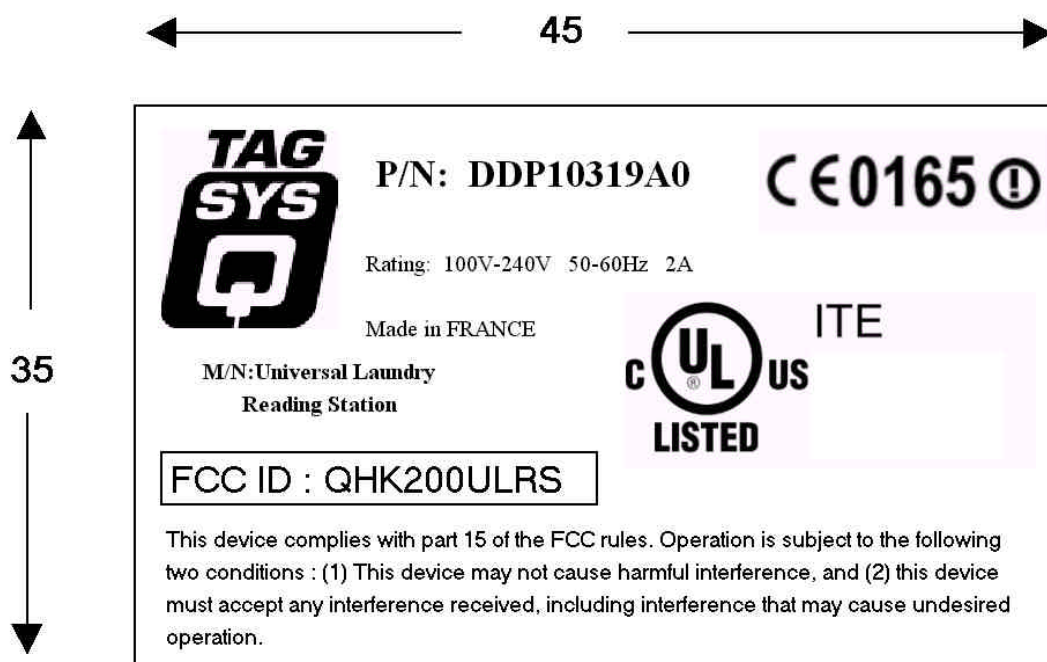 45
35
TAG
SYS
Q
P/N: DDP10319A0
CE0165
Rating: 100V-240V 50-60Hz 2A
Made in FRANCE
M/N:Universal Laundry
Reading Station
C UL ® US
LISTED
ITE
FCC ID : QHK200ULRS
This device complies with part 15 of the FCC rules. Operation is subject to the following
two conditions : (1) This device may not cause harmful interference, and (2) this device
must accept any interference received, including interference that may cause undesired
operation.